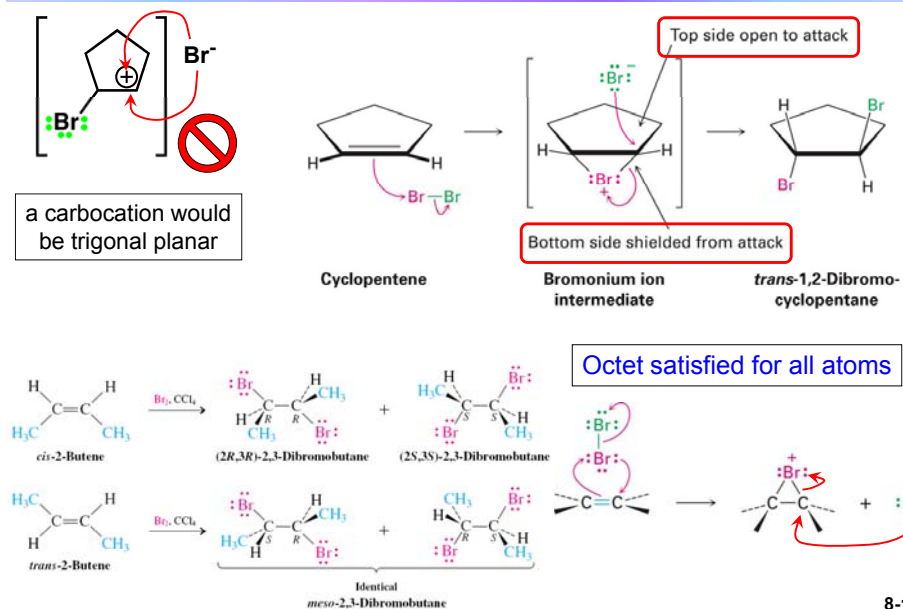 Br-
+
:Br:
a carbocation would
be trigonal planar
Top side open to attack
:Br:−
H
H
Br—Br
H
H
:Br:
+
H
Br
Br
H
Bottom side shielded from attack
Cyclopentene
Bromonium ion
intermediate
trans-1,2-Dibromo-
cyclopentane
Octet satisfied for all atoms
H
H
C=C
H3C
CH3
cis-2-Butene
Br2, CCl4
:Br
H
CH3
C—C
R
R
H
CH3
Br:
(2R,3R)-2,3-Dibromobutane
+
H
Br:
H3C
C—C
S
S
H
:Br
CH3
(2S,3S)-2,3-Dibromobutane
:Br:
:Br:
C=C
+
:Br:
C—C
+
H3C
H
C=C
H
CH3
trans-2-Butene
Br2, CCl4
:Br
H
CH3
C—C
S
R
H3C
H
Br:
+
CH3
Br:
H
C—C
R
S
H
:Br
CH3
Identical
meso-2,3-Dibromobutane